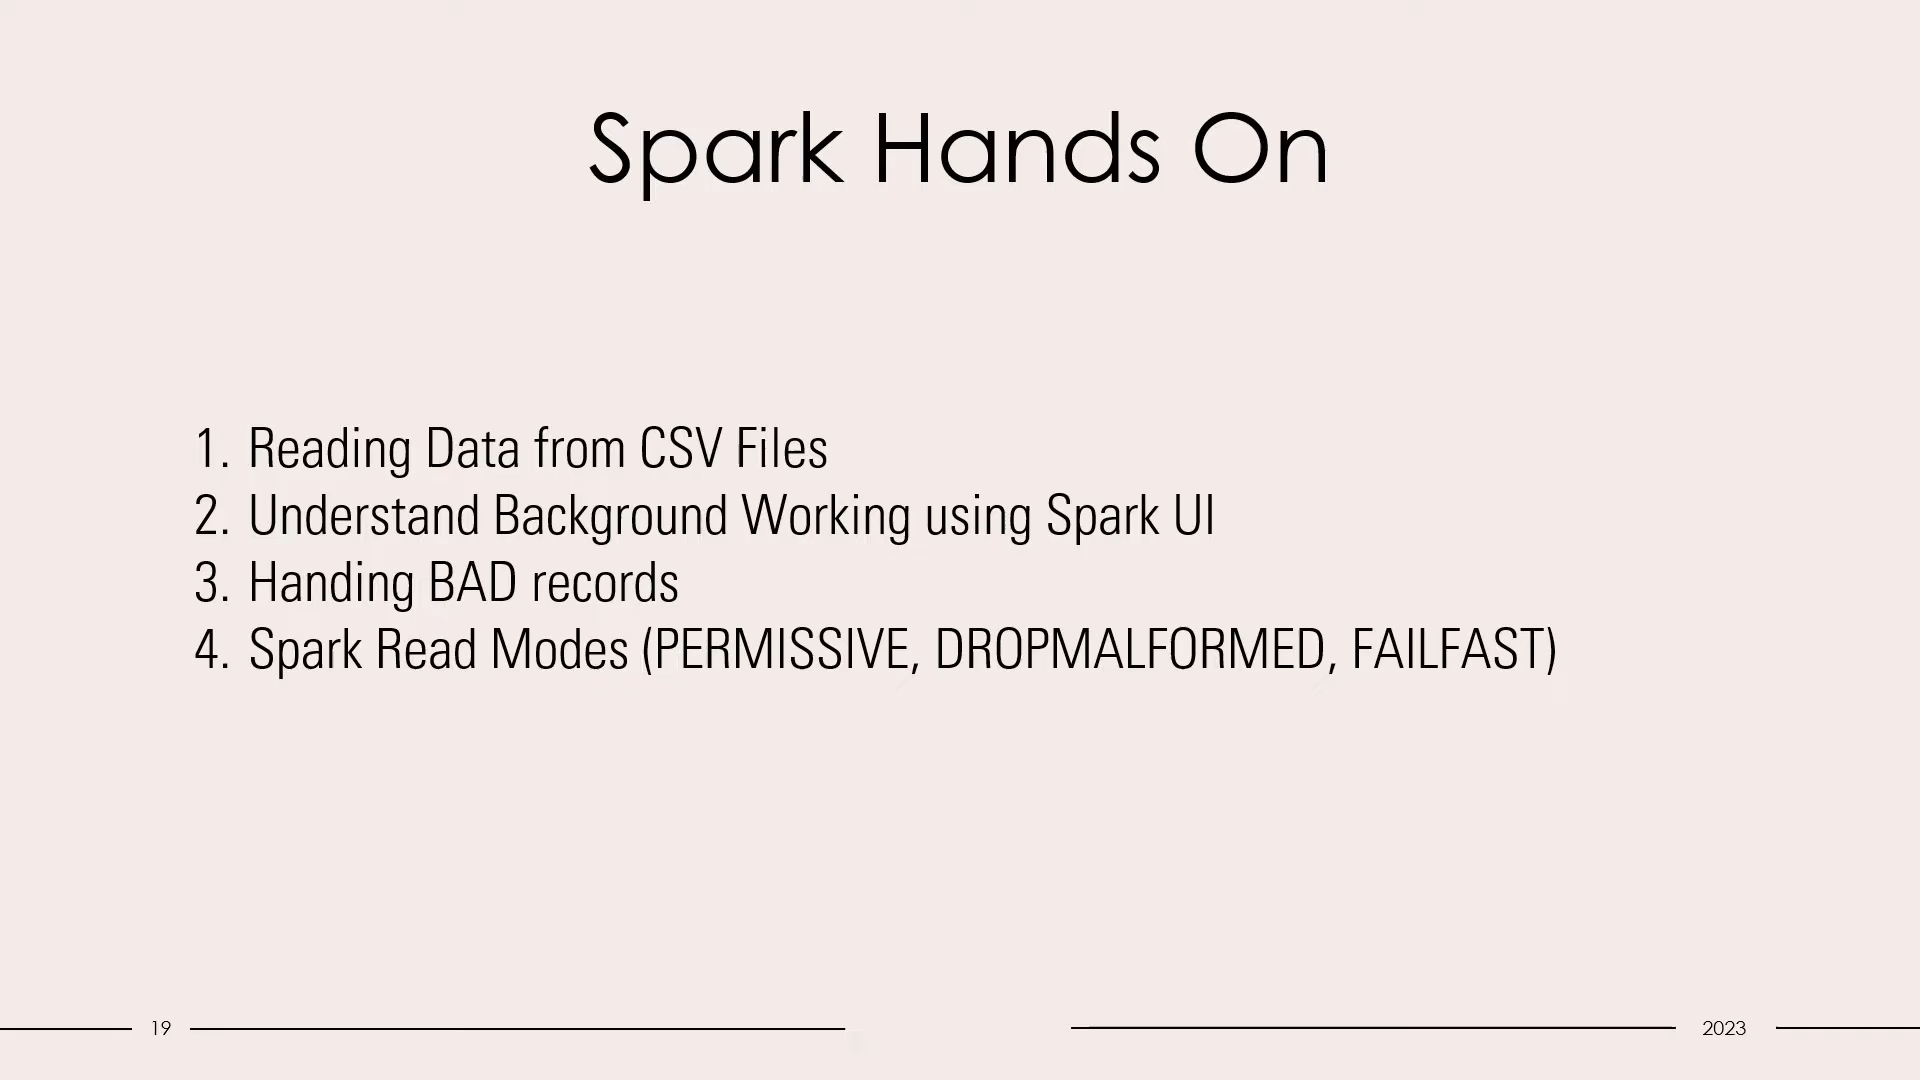 Spark Hands On
1. Reading Data from CSV Files
2. Understand Background Working using Spark UI
3. Handing BAD records
4. Spark Read Modes (PERMISSIVE, DROPMALFORMED, FAILFAST)
19
2023